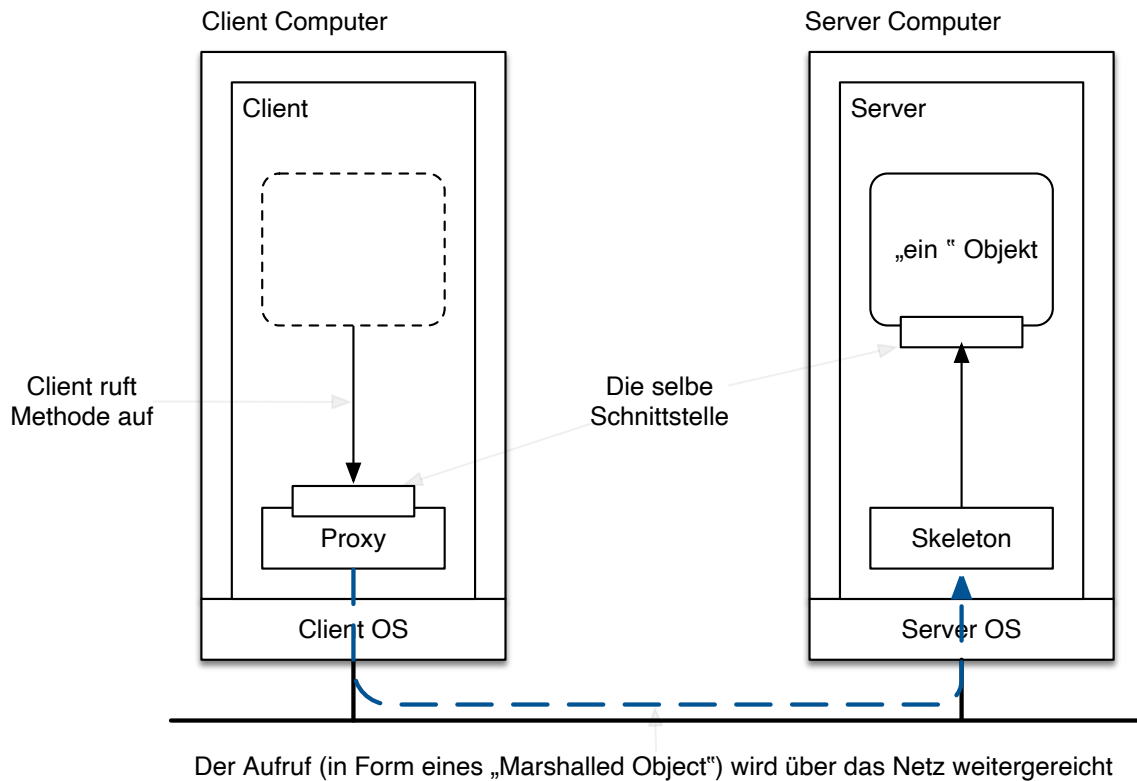 Client Computer
Server Computer
Client
Server
„ein “ Objekt
Client ruft
Methode auf
Die selbe
Schnittstelle
Proxy
Skeleton
Client OS
Server OS
Der Aufruf (in Form eines „Marshalled Object“) wird über das Netz weitergereicht